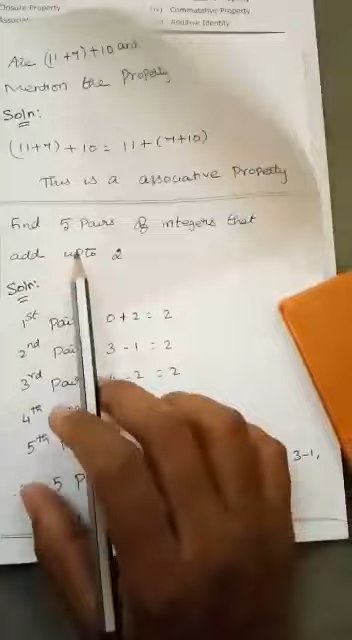 Closure Property (iv) Commutative Property
Associat (v) Additive Identity
Are (11+7)+10 and
Mention the Property
Soln:
(11+7)+10 = 11+(7+10)
This is a associative Property
Find 5 Pairs of integers that
add upto 2
Soln:
1st Pai 0+2 = 2
2nd Pai 3-1 = 2
3rd Pai -2 = 2
4th
5th
5 P 3-1,